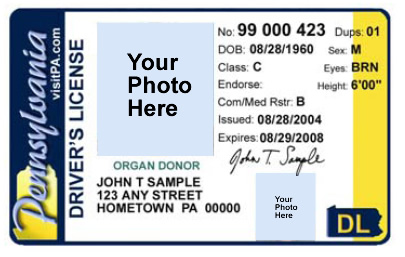 Pennsylvania
visitPA.com
DRIVER'S LICENSE
Your
Photo
Here
ORGAN DONOR
JOHN T SAMPLE
123 ANY STREET
HOMETOWN PA 00000
No: 99 000 423 Dups: 01
DOB: 08/28/1960 Sex: M
Class: C Eyes: BRN
Endorse: Height: 6'00"
Com/Med Rstr: B
Issued: 08/28/2004
Expires: 08/29/2008
John T. Sample
Your
Photo
Here
DL